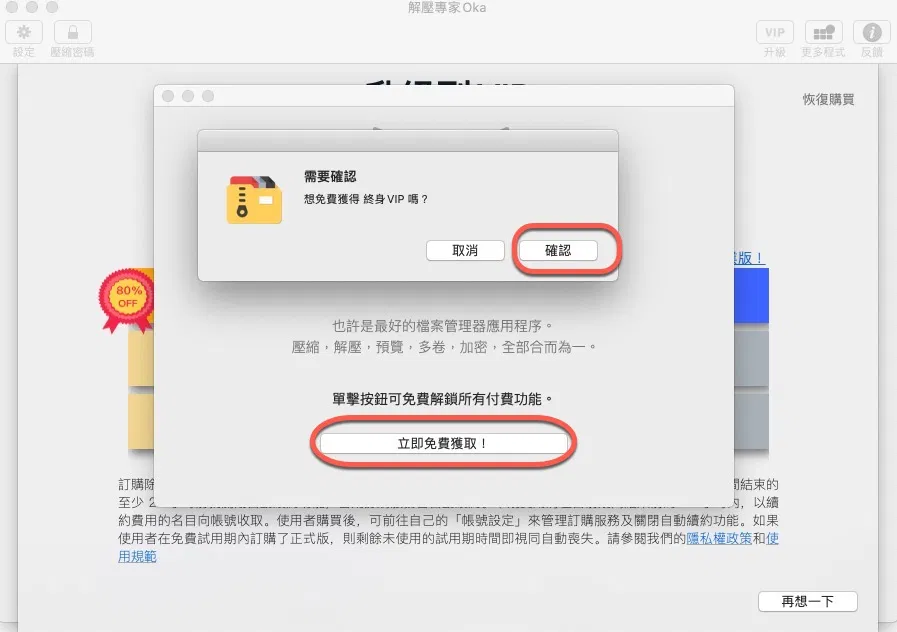 解壓專家Oka
VIP
設定
壓縮密碼
升級
更多程式
反饋
恢復購買
需要確認
想免費獲得 終身VIP 嗎？
取消
確認
版！
80%
OFF
也許是最好的檔案管理器應用程序。
壓縮，解壓，預覽，多卷，加密，全部合而為一。
單擊按鈕可免費解鎖所有付費功能。
立即免費獲取！
訂購除
間結束的
至少 2
內，以續
約費用的名目向帳號收取。使用者購買後，可前往自己的「帳號設定」來管理訂購服務及關閉自動續約功能。如果
使用者在免費試用期內訂購了正式版，則剩餘未使用的試用期時間即視同自動喪失。請參閱我們的隱私權政策和使
用規範
再想一下